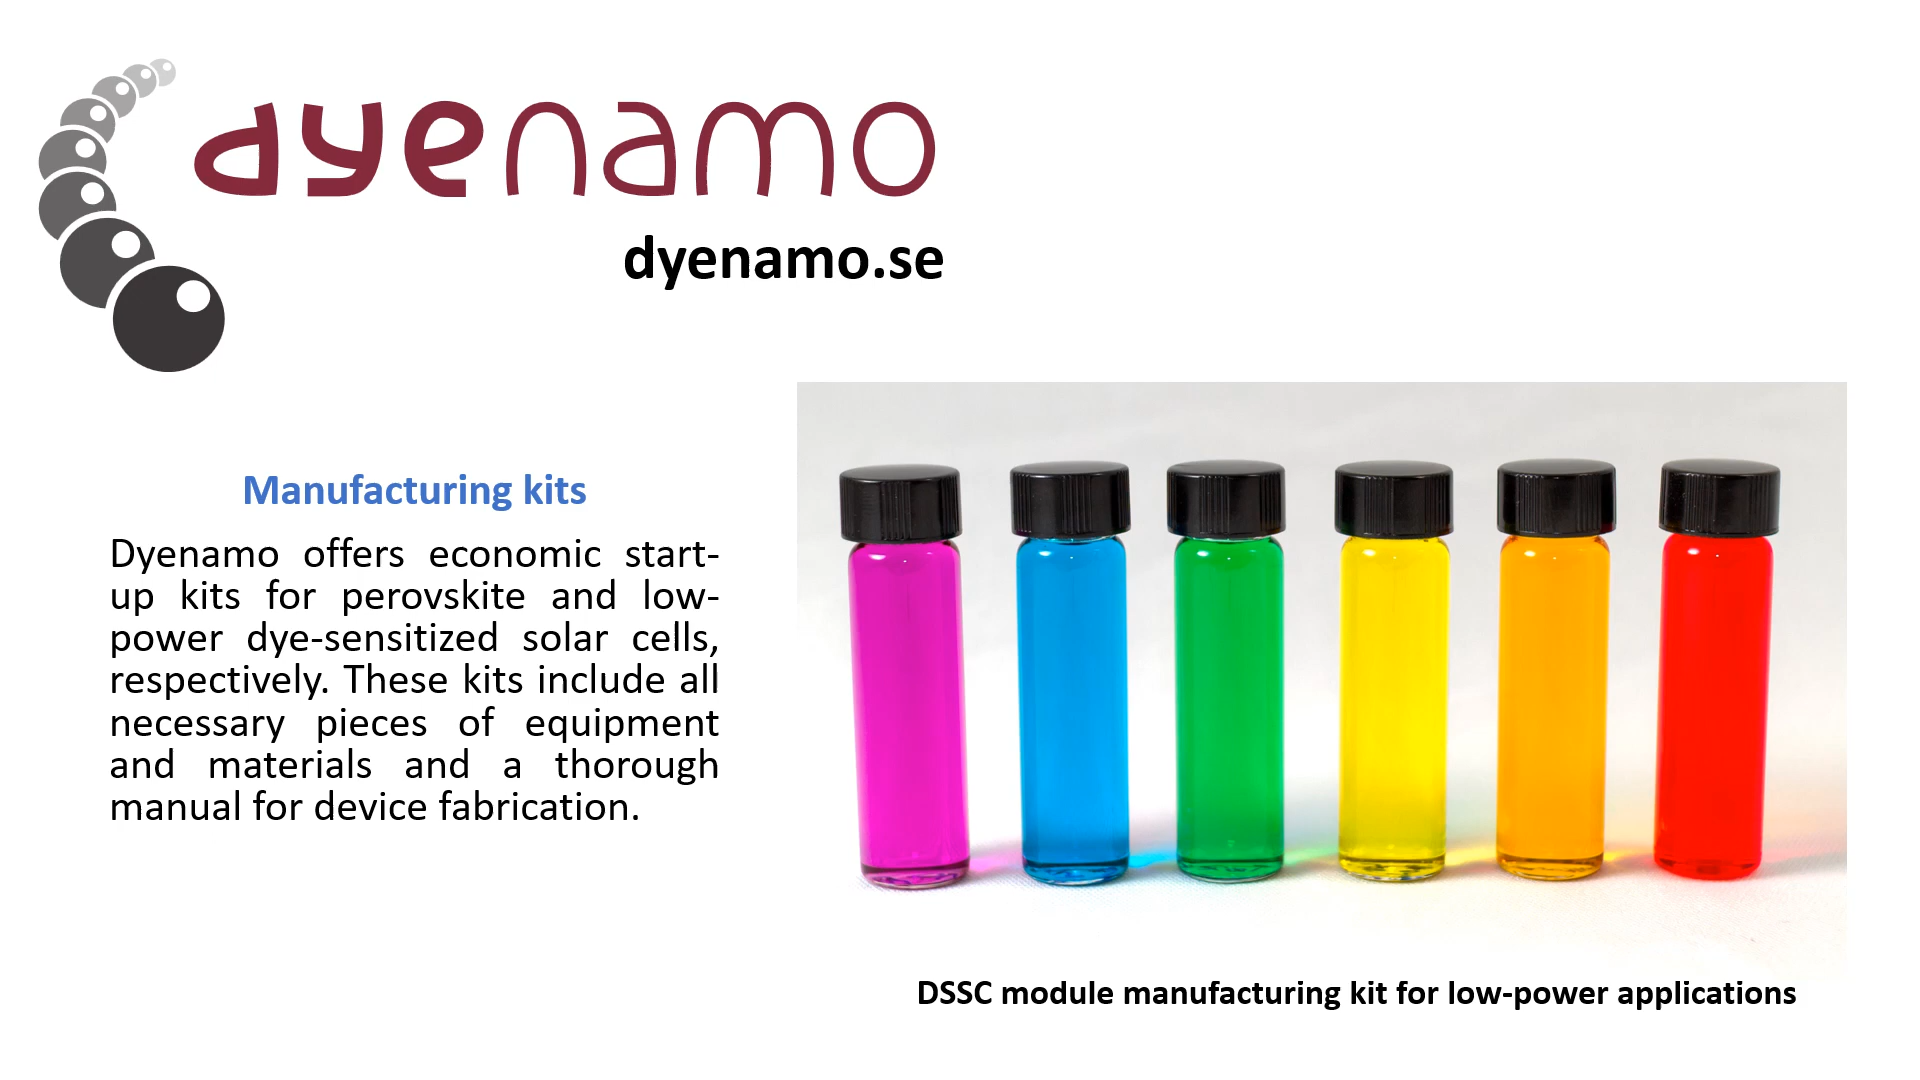 dyenamo
dyenamo.se
Manufacturing kits
Dyenamo offers economic start-
up kits for perovskite and low-
power dye-sensitized solar cells,
respectively. These kits include all
necessary pieces of equipment
and materials and a thorough
manual for device fabrication.
DSSC module manufacturing kit for low-power applications